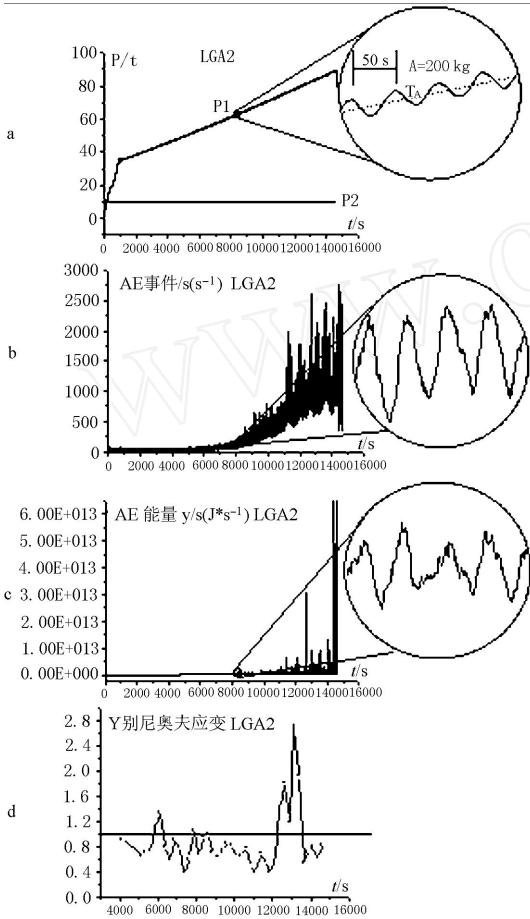 P/t
LGA2
100
80
60
40
20
0
P1
P2
50 s
A=200 kg
TA
t/s
0 2000 4000 6000 8000 10000 12000 14000 16000
a
AE事件/s(s⁻¹) LGA2
3000
2500
2000
1500
1000
500
0
t/s
0 2000 4000 6000 8000 10000 12000 14000 16000
b
AE 能量 y/s(J*s⁻¹) LGA2
6.00E+013
5.00E+013
4.00E+013
3.00E+013
2.00E+013
1.00E+013
0.00E+000
t/s
0 2000 4000 6000 8000 10000 12000 14000 16000
c
Y别尼奥夫应变 LGA2
2.8
2.4
2.0
1.6
1.2
0.8
0.4
0.0
t/s
4000 6000 8000 10000 12000 14000 16000
d
www.c